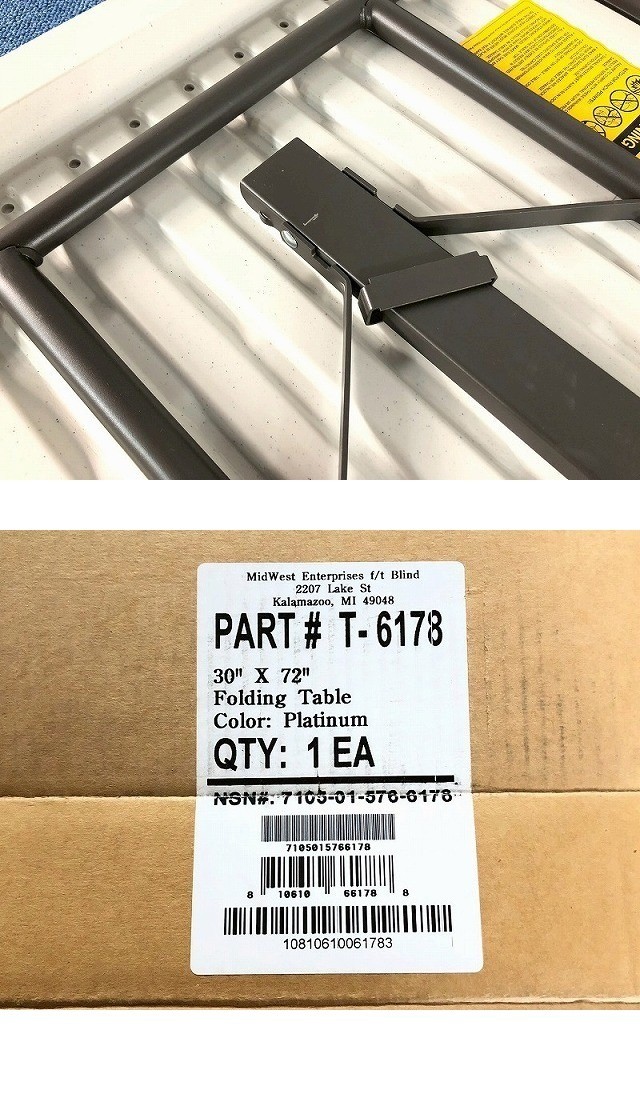 MidWest Enterprises f/t Blind
2207 Lake St
Kalamazoo, MI 49048
PART # T-6178
30" X 72"
Folding Table
Color: Platinum
QTY: 1 EA
NSN#: 7105-01-576-6178
7105015766178
8 10610 66178 8
10810610061783